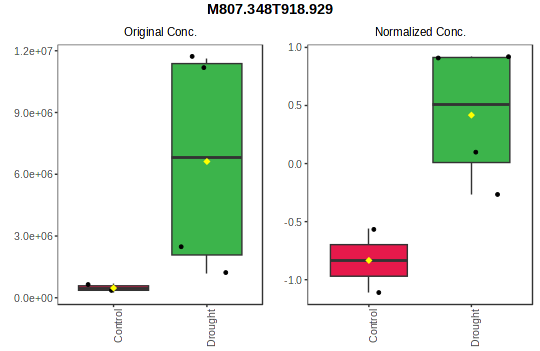 M807.348T918.929
Original Conc.
Normalized Conc.
1.2e+07
9.0e+06
6.0e+06
3.0e+06
0.0e+00
1.0
0.5
0.0
-0.5
-1.0
Control
Drought
Control
Drought